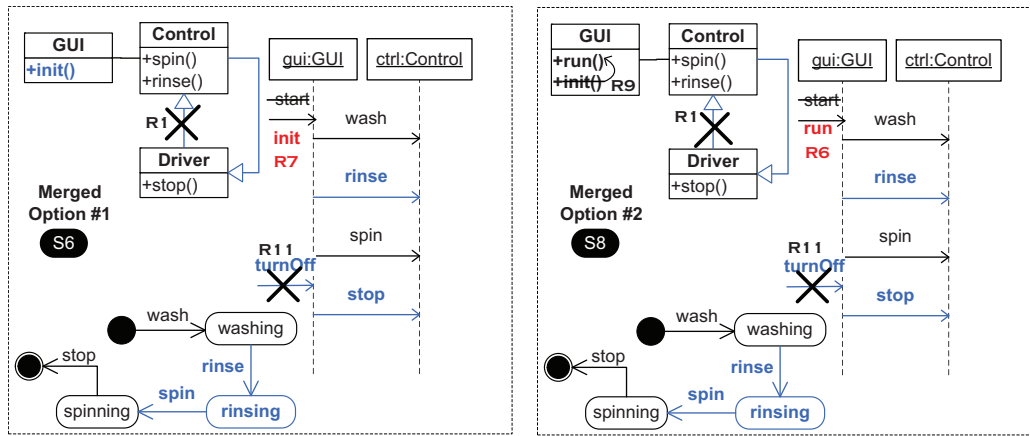 GUI
+init()
Control
+spin()
+rinse()
R1
Driver
+stop()
Merged
Option #1
S6
gui:GUI
ctrl:Control
start
init
R7
wash
rinse
spin
R11
turnOff
stop
wash
washing
rinse
rinsing
spin
spinning
stop
GUI
+run()
+init()
R9
Control
+spin()
+rinse()
R1
Driver
+stop()
Merged
Option #2
S8
gui:GUI
ctrl:Control
start
run
R6
wash
rinse
spin
R11
turnOff
stop
wash
washing
rinse
rinsing
spin
spinning
stop